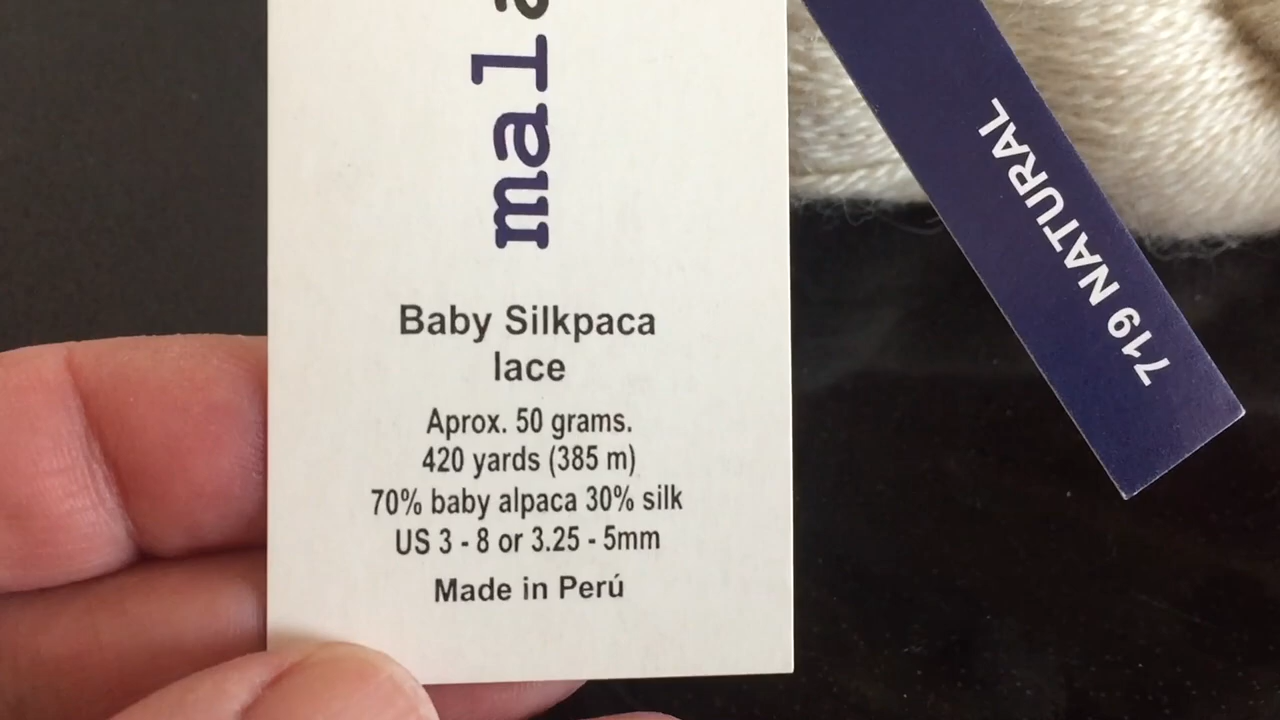 mala
Baby Silkpaca
lace
Aprox. 50 grams.
420 yards (385 m)
70% baby alpaca 30% silk
US 3 - 8 or 3.25 - 5mm
Made in Perú
719 NATURAL